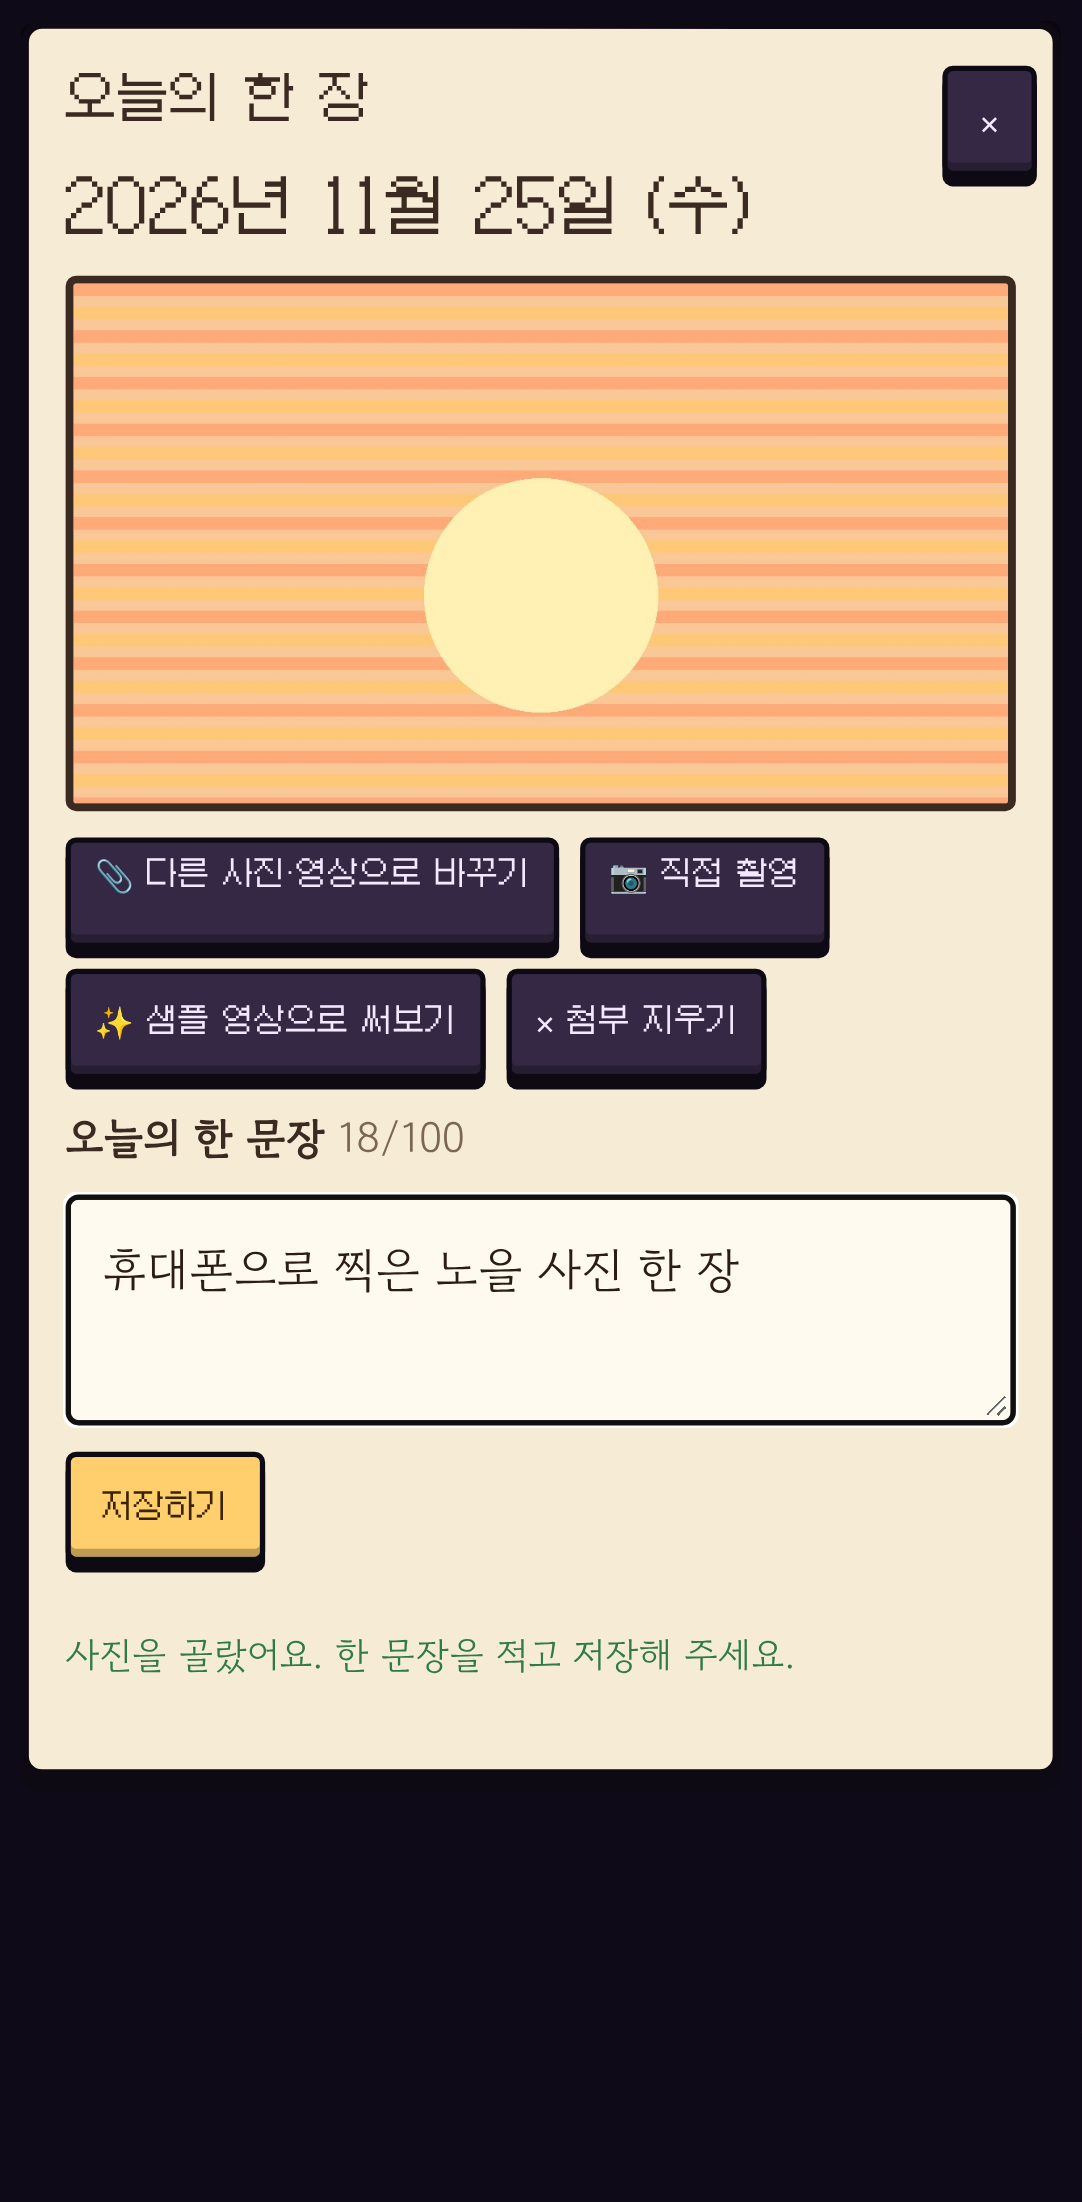 오늘의 한 장
×
2026년 11월 25일 (수)
📎 다른 사진·영상으로 바꾸기
📷 직접 촬영
✨ 샘플 영상으로 써보기
× 첨부 지우기
오늘의 한 문장 18/100
휴대폰으로 찍은 노을 사진 한 장
저장하기
사진을 골랐어요. 한 문장을 적고 저장해 주세요.